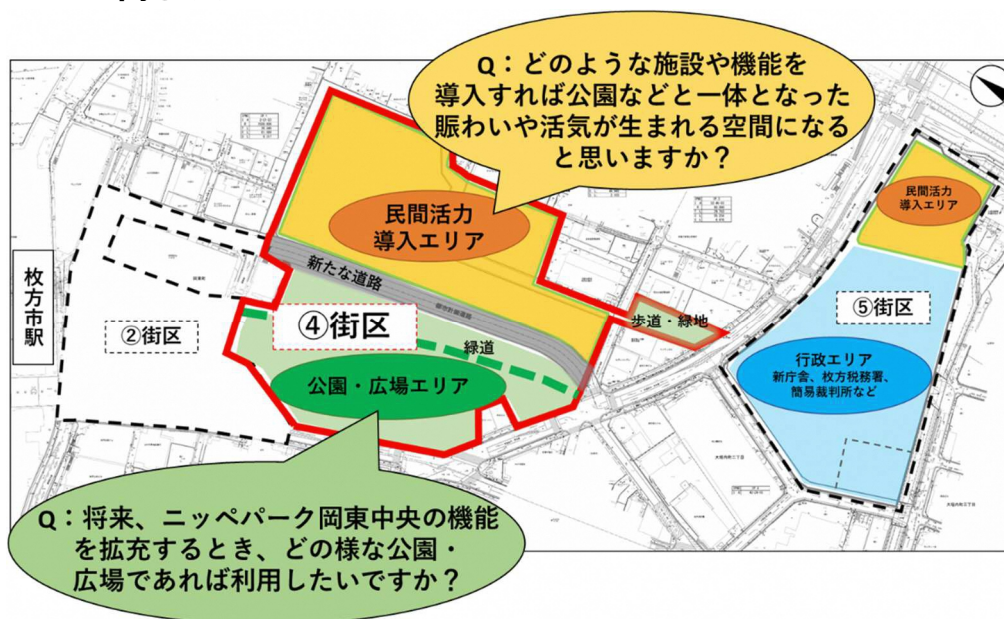 Q：どのような施設や機能を
導入すれば公園などと一体となった
賑わいや活気が生まれる空間になる
と思いますか？
民間活力
導入エリア
民間活力
導入エリア
新たな道路
枚方市駅
②街区
④街区
緑道
歩道・緑地
⑤街区
公園・広場エリア
行政エリア
新庁舎、枚方税務署、
簡易裁判所など
Q：将来、ニッペパーク岡東中央の機能
を拡充するとき、どの様な公園・
広場であれば利用したいですか？